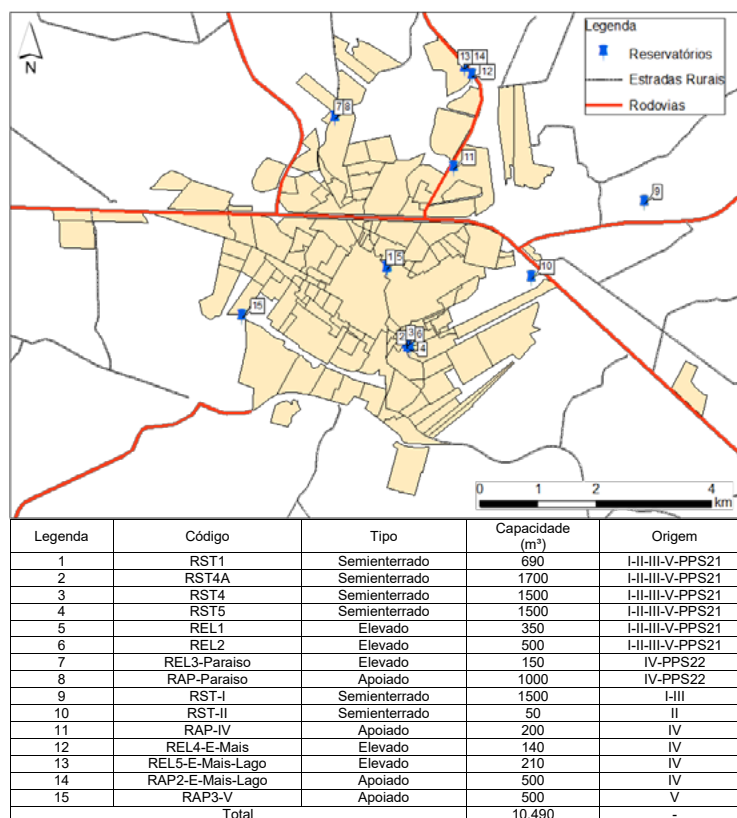 Legenda
Reservatórios
Estradas Rurais
Rodovias
N
13 14
12
7 8
11
9
1 5
10
15
2 3 6
4
0 1 2 4
km
Legenda Código Tipo Capacidade (m³) Origem
1 RST1 Semienterrado 690 I-II-III-V-PPS21
2 RST4A Semienterrado 1700 I-II-III-V-PPS21
3 RST4 Semienterrado 1500 I-II-III-V-PPS21
4 RST5 Semienterrado 1500 I-II-III-V-PPS21
5 REL1 Elevado 350 I-II-III-V-PPS21
6 REL2 Elevado 500 I-II-III-V-PPS21
7 REL3-Paraiso Elevado 150 IV-PPS22
8 RAP-Paraiso Apoiado 1000 IV-PPS22
9 RST-I Semienterrado 1500 I-III
10 RST-II Semienterrado 50 II
11 RAP-IV Apoiado 200 IV
12 REL4-E-Mais Elevado 140 IV
13 REL5-E-Mais-Lago Elevado 210 IV
14 RAP2-E-Mais-Lago Apoiado 500 IV
15 RAP3-V Apoiado 500 V
Total 10.490 -